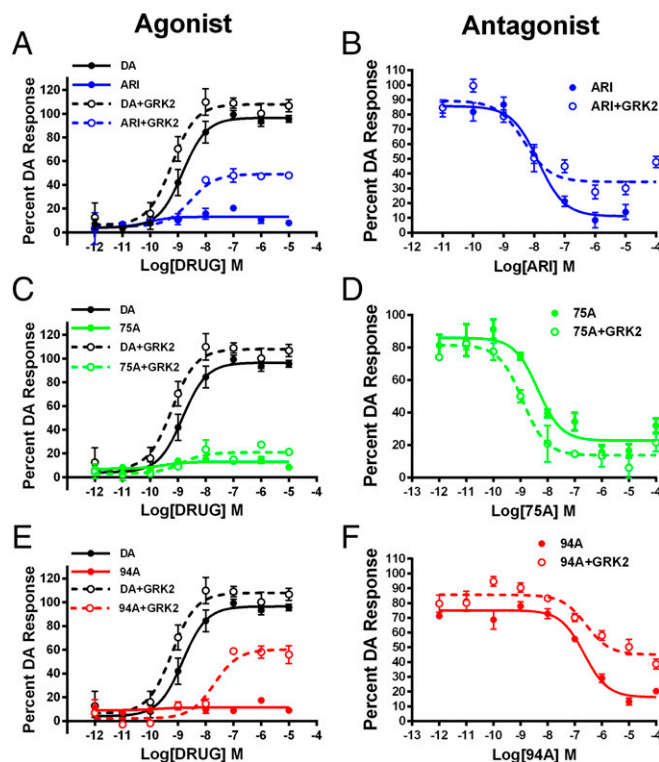 Agonist
Antagonist
A
DA
ARI
DA+GRK2
ARI+GRK2
Percent DA Response
120
100
80
60
40
20
0
-12 -11 -10 -9 -8 -7 -6 -5 -4
Log[DRUG] M
B
ARI
ARI+GRK2
Percent DA Response
110
100
90
80
70
60
50
40
30
20
10
0
-12 -11 -10 -9 -8 -7 -6 -5 -4
Log[ARI] M
C
DA
75A
DA+GRK2
75A+GRK2
Percent DA Response
120
100
80
60
40
20
0
-12 -11 -10 -9 -8 -7 -6 -5 -4
Log[DRUG] M
D
75A
75A+GRK2
Percent DA Response
100
80
60
40
20
0
-13 -12 -11 -10 -9 -8 -7 -6 -5 -4
Log[75A] M
E
DA
94A
DA+GRK2
94A+GRK2
Percent DA Response
120
100
80
60
40
20
0
-12 -11 -10 -9 -8 -7 -6 -5 -4
Log[DRUG] M
F
94A
94A+GRK2
Percent DA Response
110
100
90
80
70
60
50
40
30
20
10
0
-12 -11 -10 -9 -8 -7 -6 -5 -4
Log[94A] M